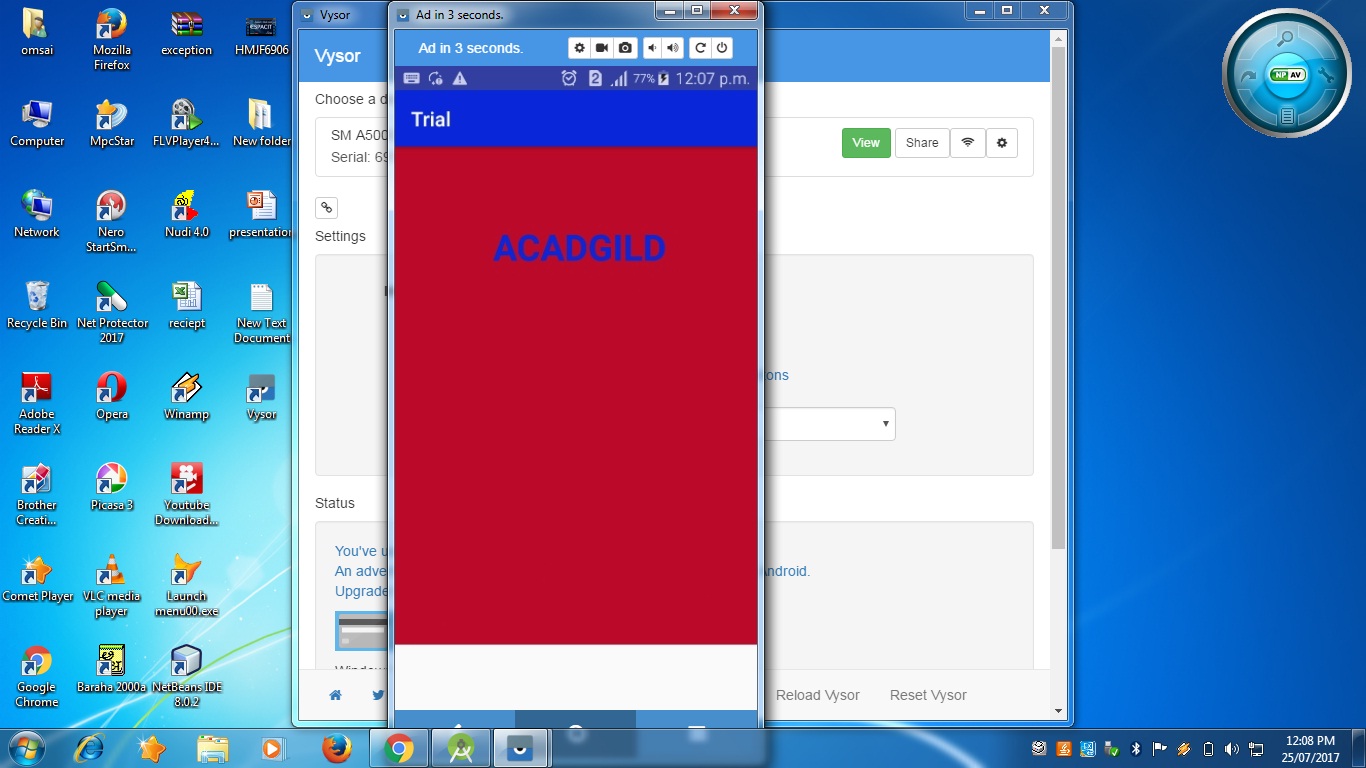 omsai
Mozilla
Firefox
exception
HMJF6906
Computer
MpcStar
FLVPlayer4...
New folder
Network
Nero
StartSm...
Nudi 4.0
presentation
Recycle Bin
Net Protector
2017
reciept
New Text
Document
Adobe
Reader X
Opera
Winamp
Vysor
Brother
Creati...
Picasa 3
Youtube
Download...
Comet Player
VLC media
player
Launch
menu00.exe
Google
Chrome
Baraha 2000a
NetBeans IDE
8.0.2
Vysor
Vysor
Choose a d
SM A500
Serial: 69
View
Share
Settings
ons
Status
You've u
An adve
ndroid.
Upgrade
Reload Vysor
Reset Vysor
Ad in 3 seconds.
Ad in 3 seconds.
2
77%
12:07 p.m.
Trial
ACADGILD
NP AV
12:08 PM
25/07/2017